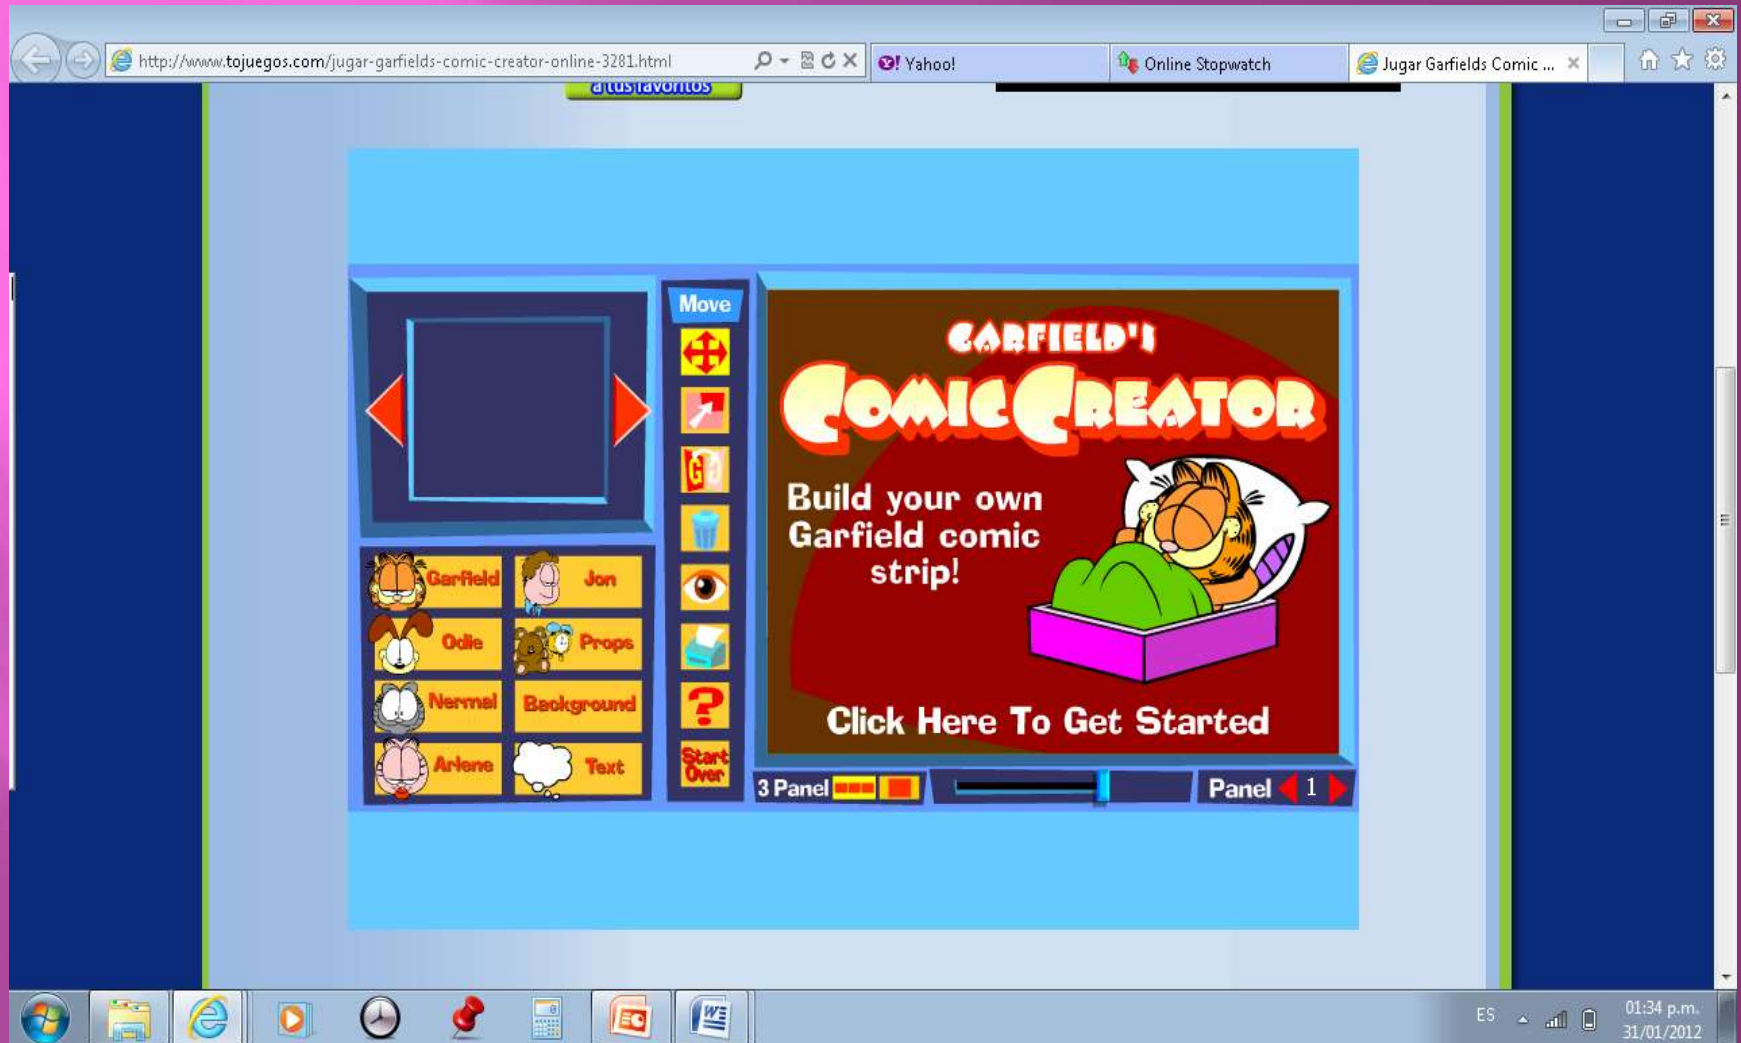 http://www.tojuegos.com/jugar-garfields-comic-creator-online-3281.html
Yahoo!
Online Stopwatch
Jugar Garfields Comic ...
a tus favoritos
Move
GARFIELD'S
COMIC CREATOR
Build your own
Garfield comic
strip!
Click Here To Get Started
Garfield
Jon
Odie
Props
Nermal
Background
Arlene
Text
Start
Over
3 Panel
Panel
1
ES
01:34 p.m.
31/01/2012